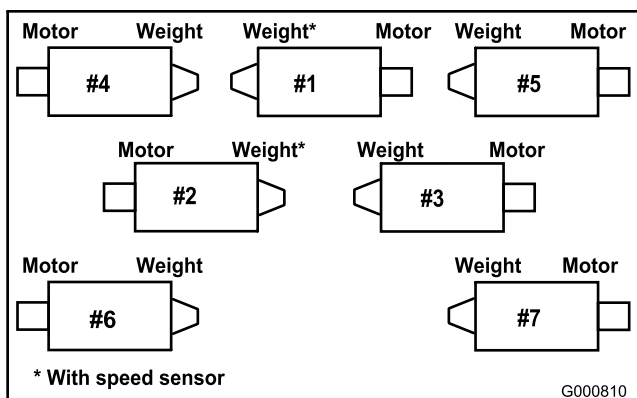 Motor Weight Weight* Motor Weight Motor
#4 #1 #5
Motor Weight* Weight Motor
#2 #3
Motor Weight Weight Motor
#6 #7
* With speed sensor
G000810